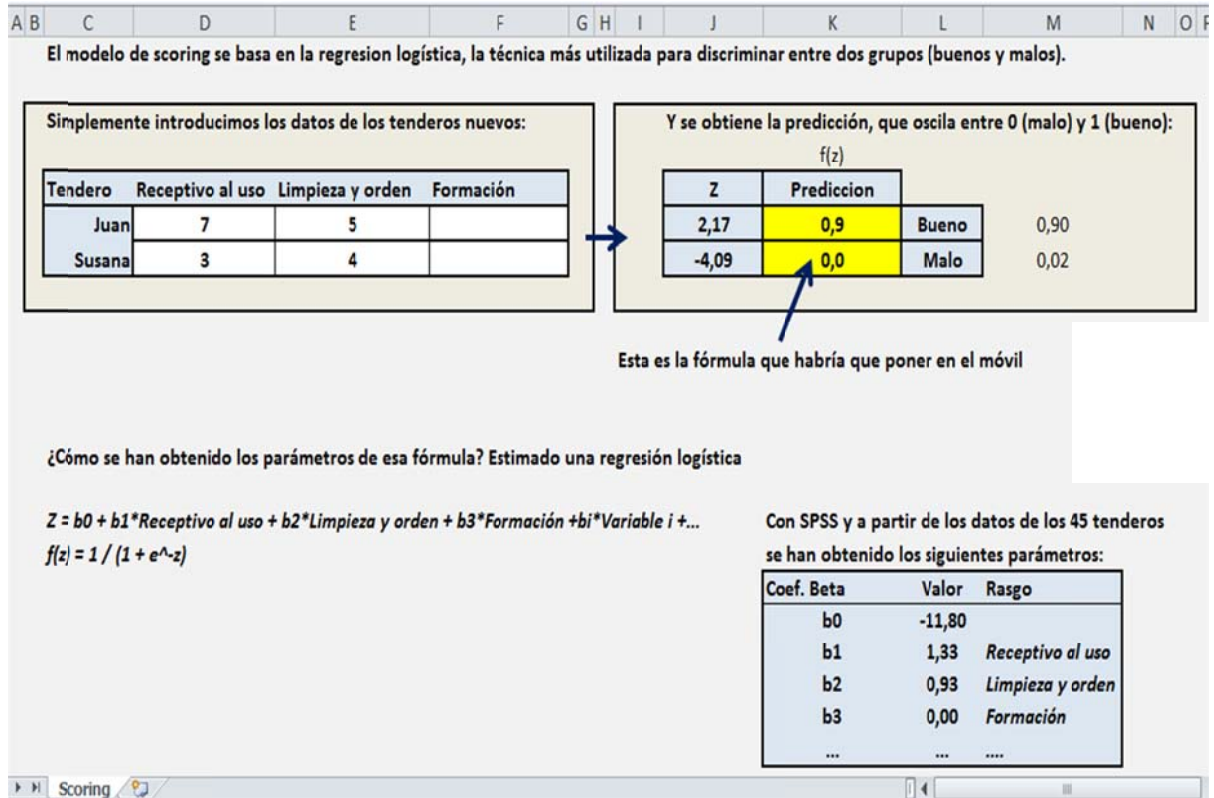 A B C D E F G H I J K L M N O P
El modelo de scoring se basa en la regresion logística, la técnica más utilizada para discriminar entre dos grupos (buenos y malos).
Simplemente introducimos los datos de los tenderos nuevos:
Tendero Receptivo al uso Limpieza y orden Formación
Juan 7 5
Susana 3 4
Y se obtiene la predicción, que oscila entre 0 (malo) y 1 (bueno):
f(z)
Z Prediccion
2,17 0,9 Bueno 0,90
-4,09 0,0 Malo 0,02
Esta es la fórmula que habría que poner en el móvil
¿Cómo se han obtenido los parámetros de esa fórmula? Estimado una regresión logística
Z = b0 + b1*Receptivo al uso + b2*Limpieza y orden + b3*Formación +bi*Variable i +...
f(z) = 1 / (1 + e^-z)
Con SPSS y a partir de los datos de los 45 tenderos
se han obtenido los siguientes parámetros:
Coef. Beta Valor Rasgo
b0 -11,80
b1 1,33 Receptivo al uso
b2 0,93 Limpieza y orden
b3 0,00 Formación
... ... ....
Scoring